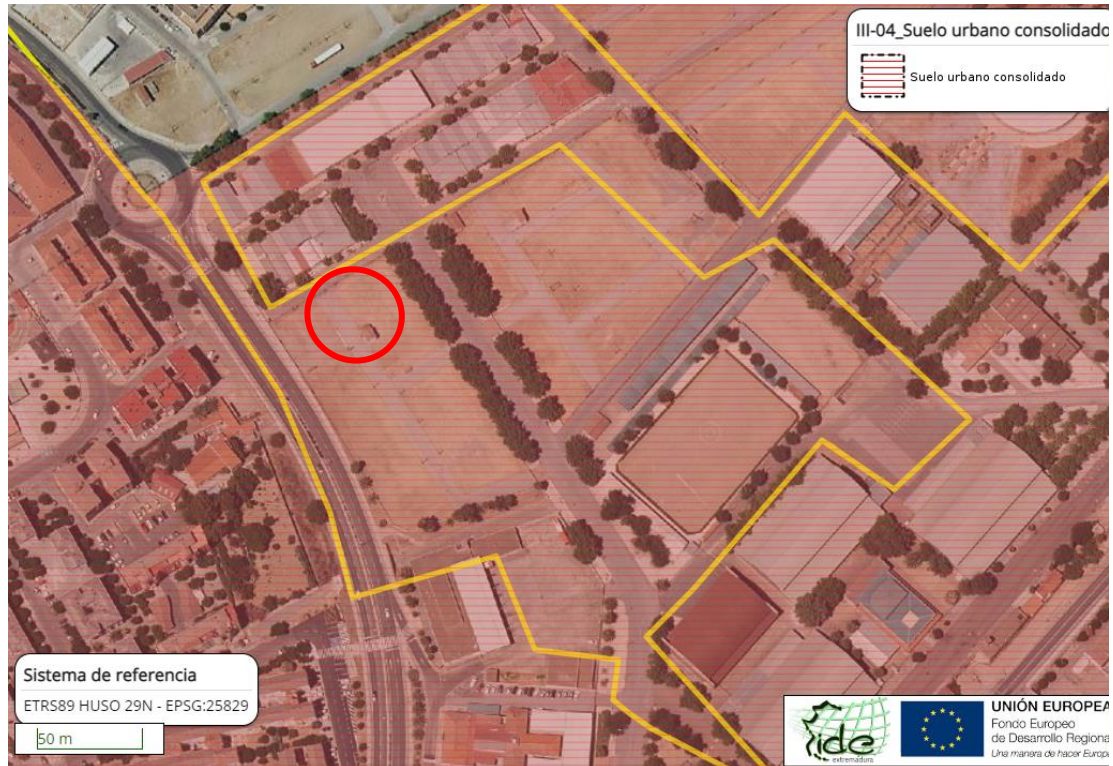 III-04_Suelo urbano consolidado
Suelo urbano consolidado
Sistema de referencia
ETRS89 HUSO 29N - EPSG:25829
50 m
ide
extremadura
UNIÓN EUROPEA
Fondo Europeo
de Desarrollo Regional
Una manera de hacer Europa